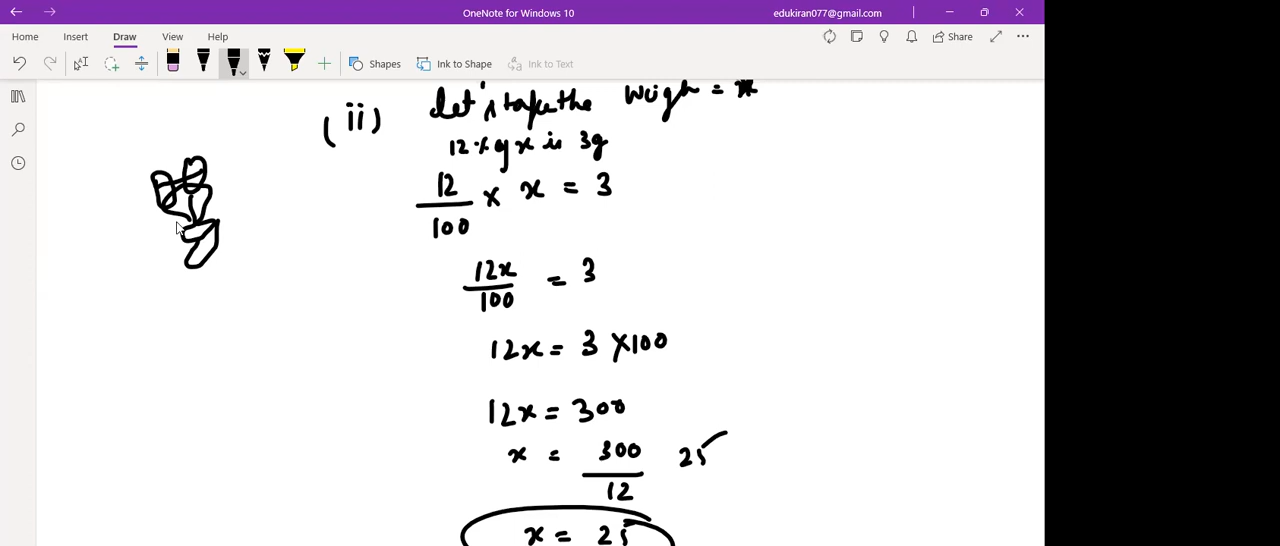 OneNote for Windows 10
edukiran077@gmail.com
Home Insert Draw View Help
Share
Shapes
Ink to Shape
Ink to Text
(ii) Let's take the weigh = x
12% of x is 3g
12/100 × x = 3
12x/100 = 3
12x = 3 × 100
12x = 300
x = 300/12 25
x = 25